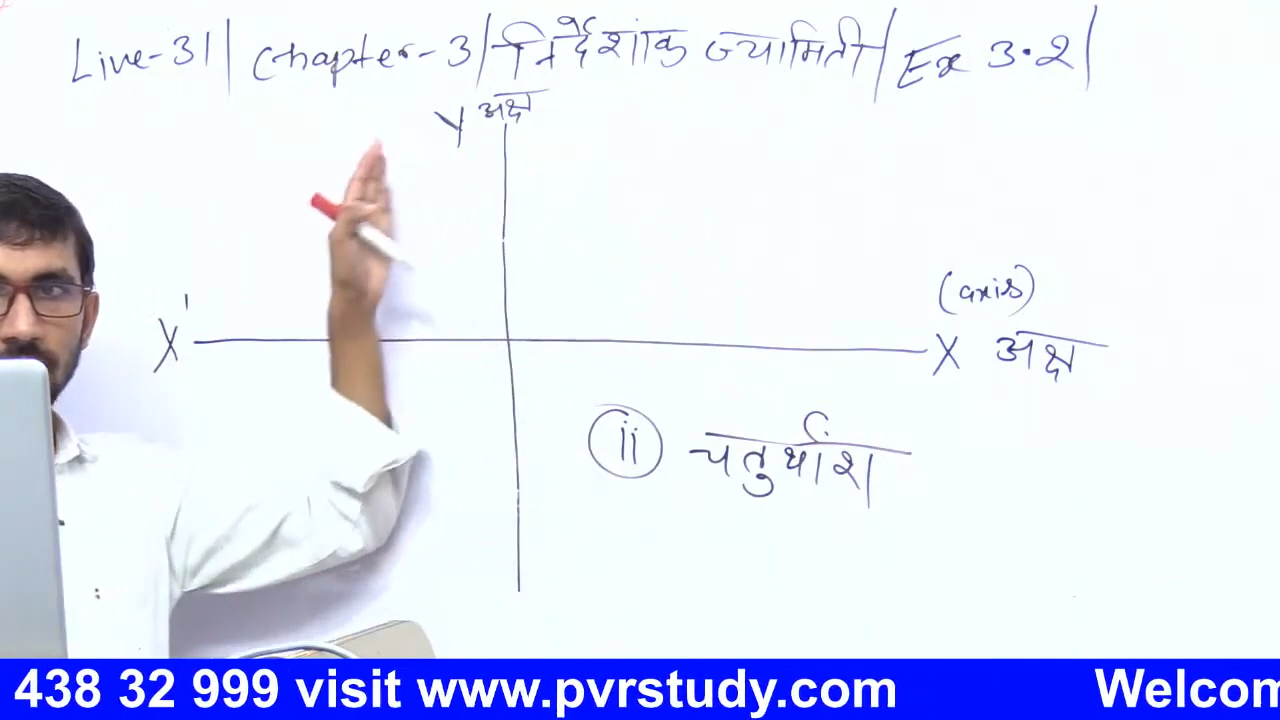 Live-31 | Chapter-3 | निर्देशांक ज्यामिती | Ex 3.2 |
Y अक्ष
(axis)
X' X अक्ष
ii चतुर्थांश
438 32 999 visit www.pvrstudy.com Welcom